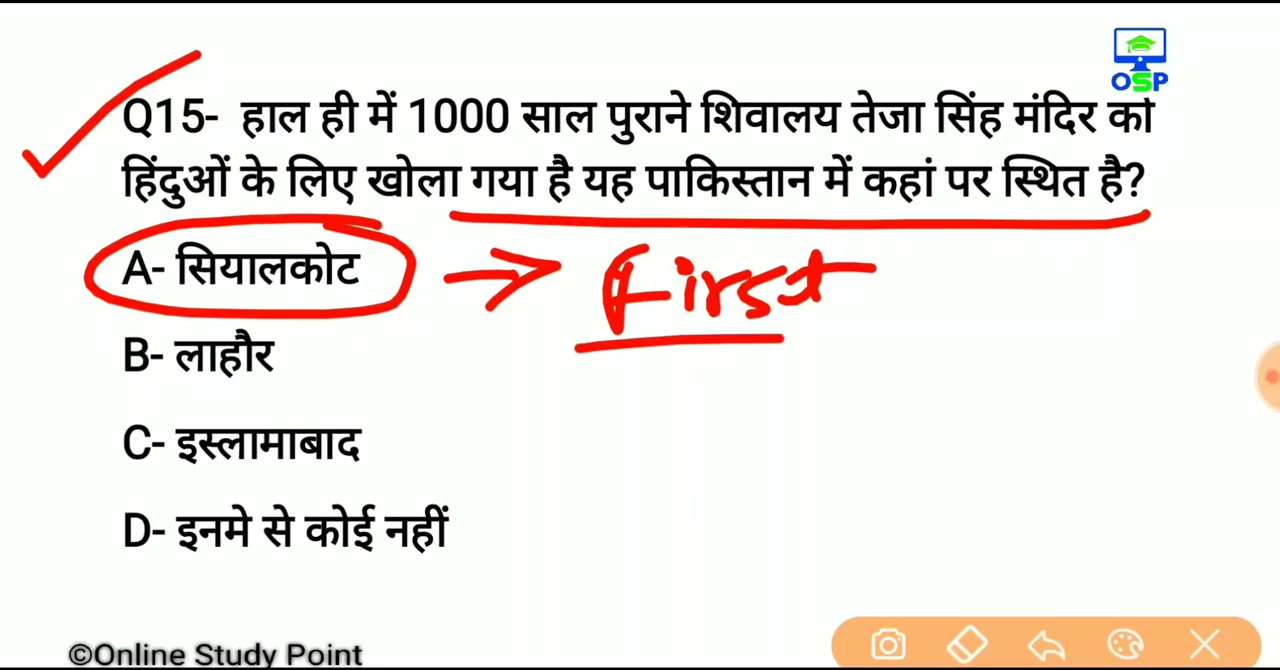 OSP
Q15- हाल ही में 1000 साल पुराने शिवालय तेजा सिंह मंदिर को
हिंदुओं के लिए खोला गया है यह पाकिस्तान में कहां पर स्थित है?
A- सियालकोट → First
B- लाहौर
C- इस्लामाबाद
D- इनमे से कोई नहीं
©Online Study Point